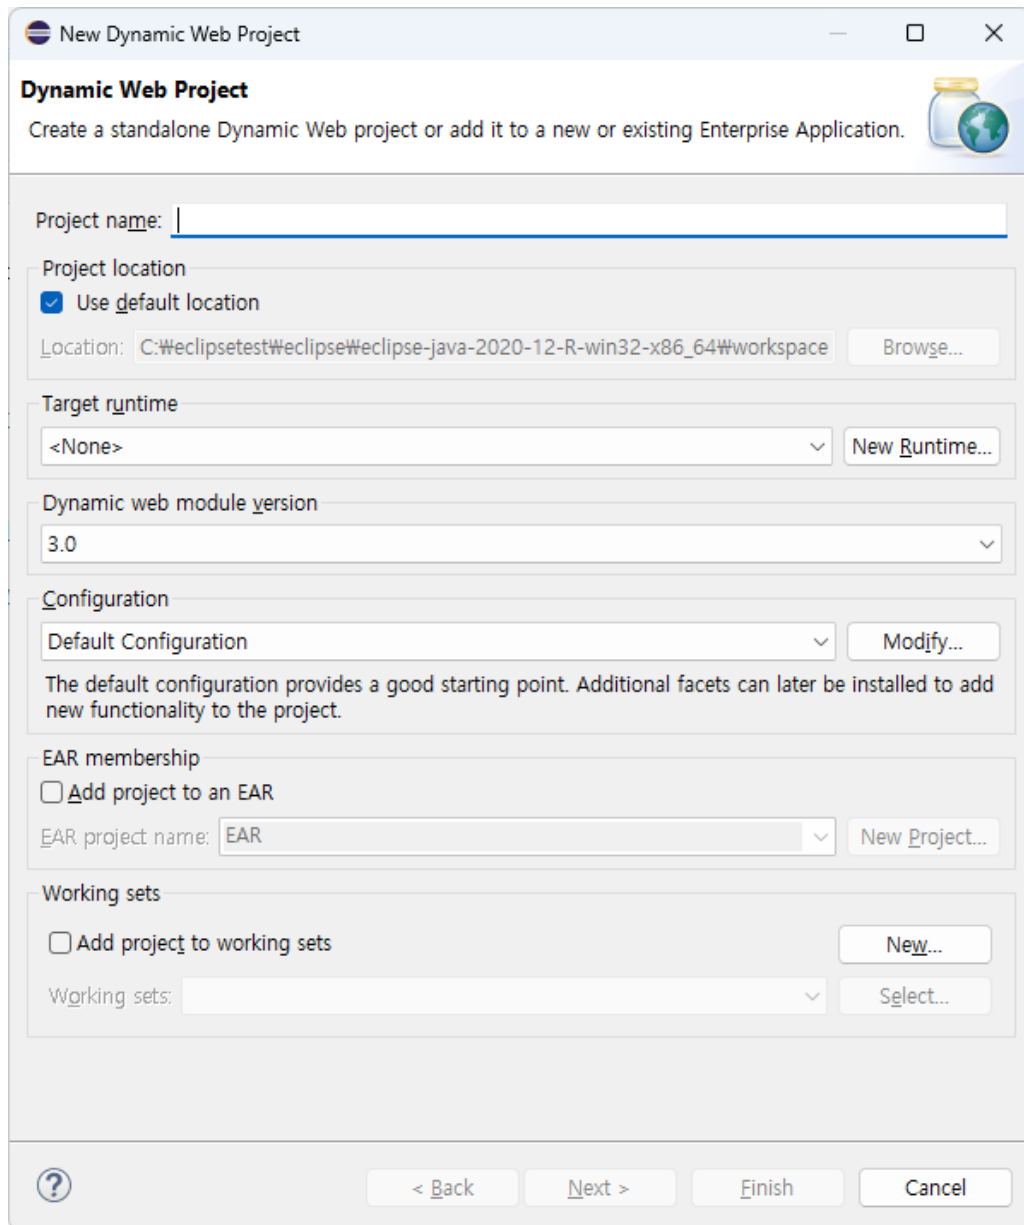 New Dynamic Web Project
Dynamic Web Project
Create a standalone Dynamic Web project or add it to a new or existing Enterprise Application.
Project name:
Project location
Use default location
Location: C:₩eclipsetest₩eclipse₩eclipse-java-2020-12-R-win32-x86_64₩workspace Browse...
Target runtime
<None> New Runtime...
Dynamic web module version
3.0
Configuration
Default Configuration Modify...
The default configuration provides a good starting point. Additional facets can later be installed to add
new functionality to the project.
EAR membership
Add project to an EAR
EAR project name: EAR New Project...
Working sets
Add project to working sets New...
Working sets: Select...
? < Back Next > Finish Cancel